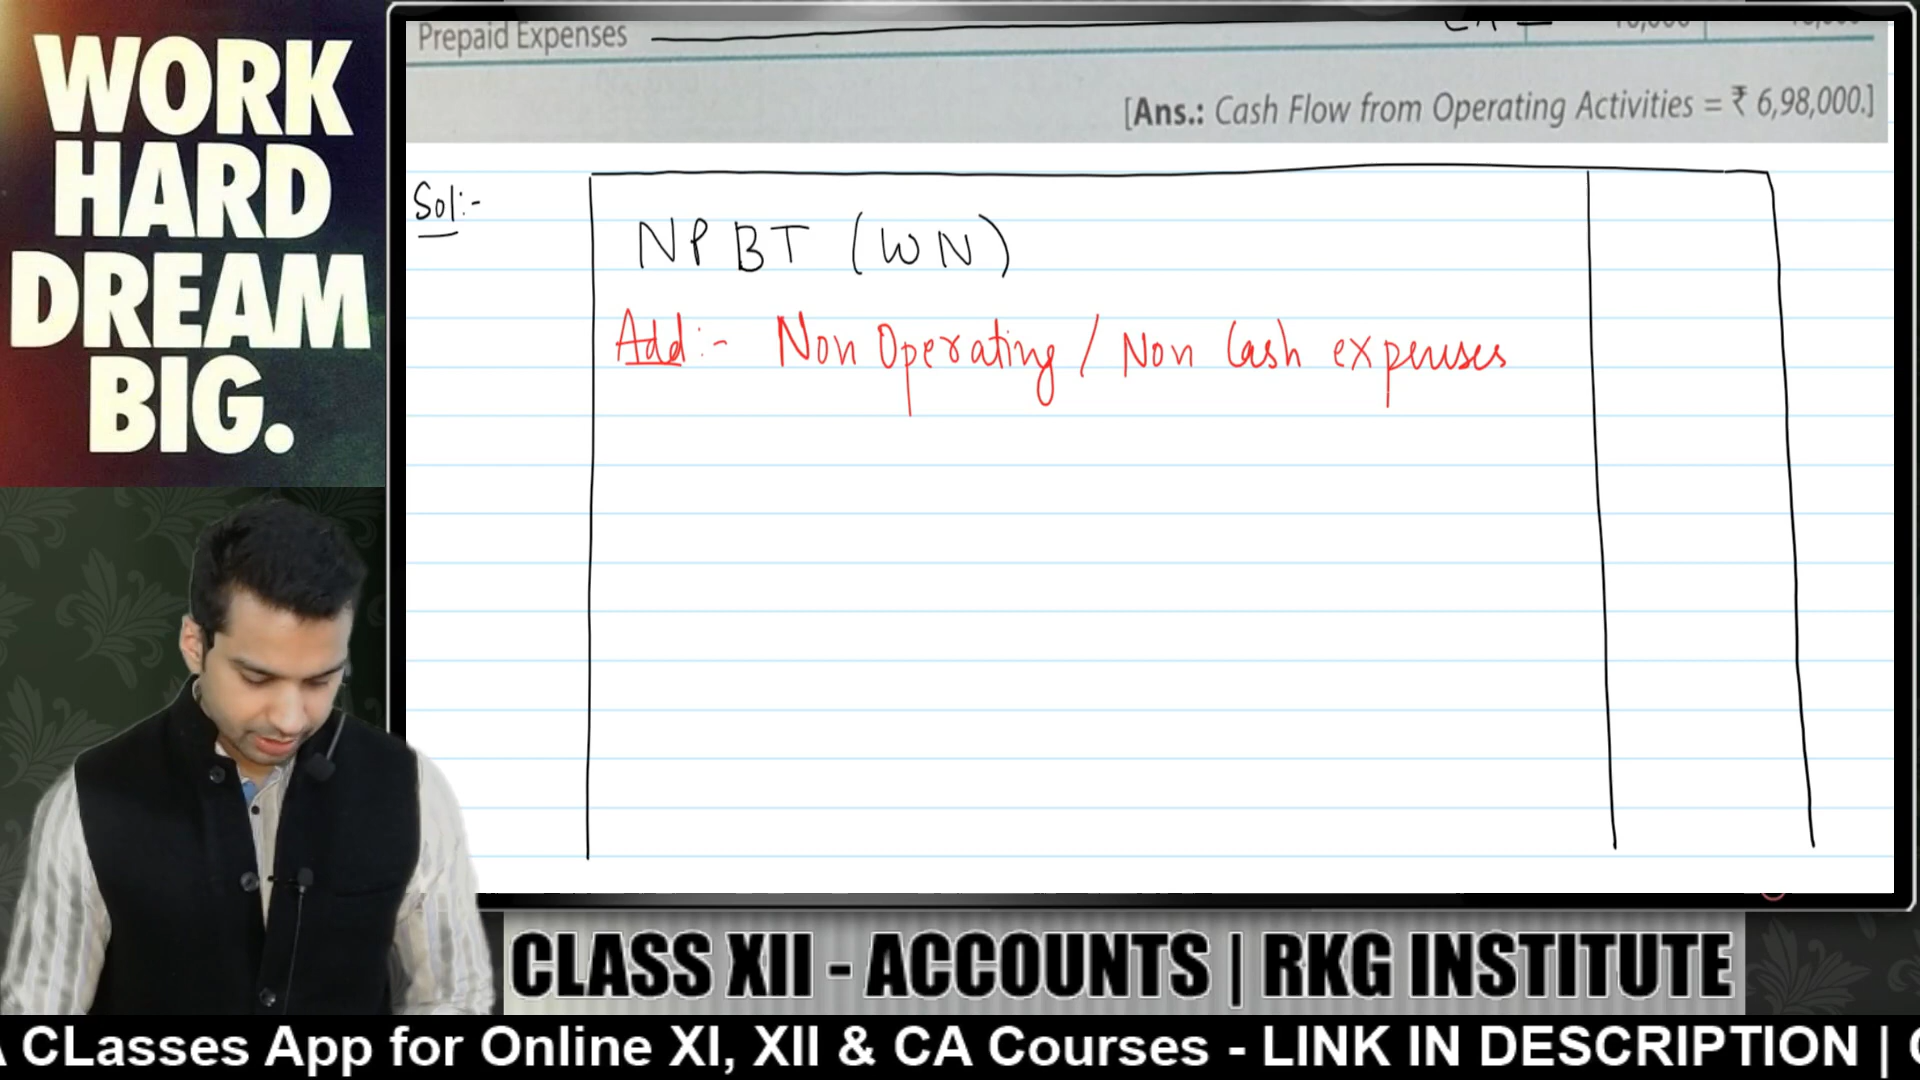 WORK
HARD
DREAM
BIG.
Prepaid Expenses
[Ans.: Cash Flow from Operating Activities = ₹ 6,98,000.]
Sol:-
NPBT (WN)
Add:- Non Operating / Non Cash expenses
CLASS XII - ACCOUNTS | RKG INSTITUTE
A CLasses App for Online XI, XII & CA Courses - LINK IN DESCRIPTION |